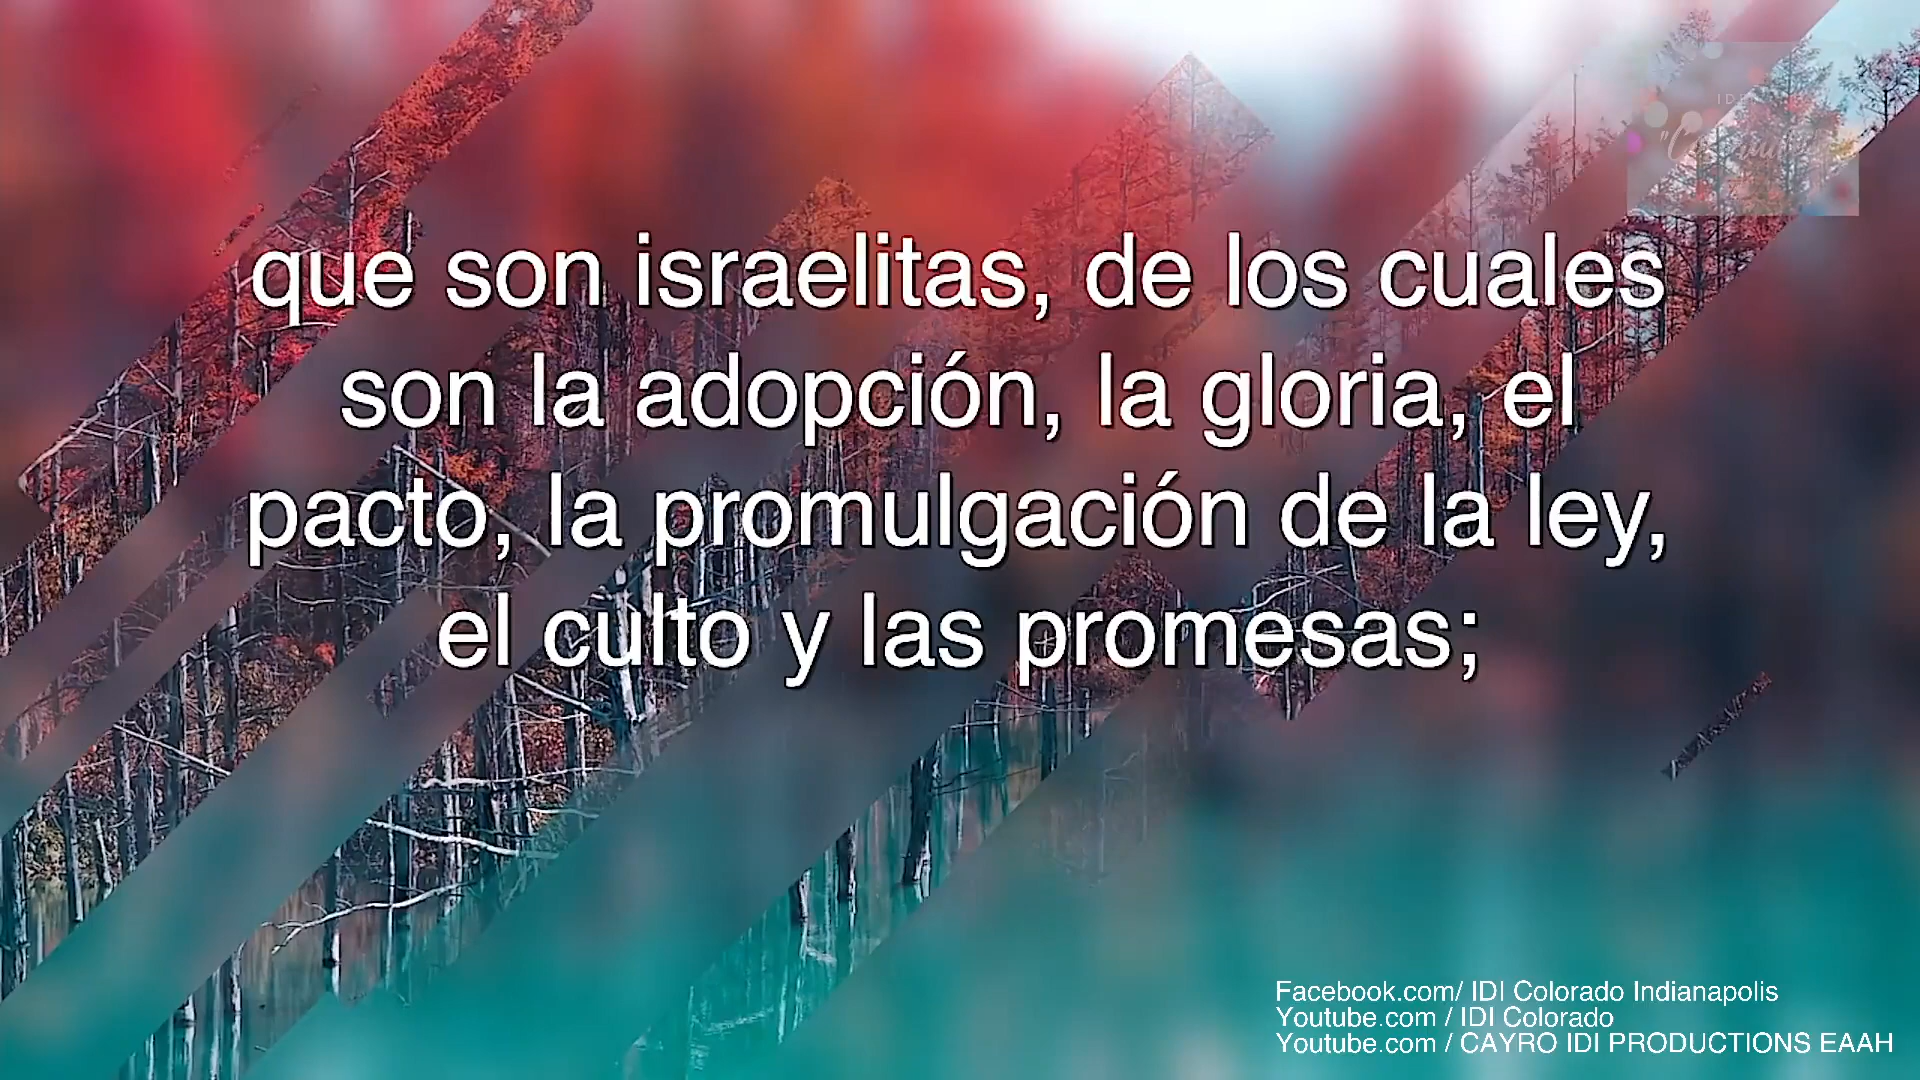 que son israelitas, de los cuales
son la adopción, la gloria, el
pacto, la promulgación de la ley,
el culto y las promesas;
Facebook.com/ IDI Colorado Indianapolis
Youtube.com / IDI Colorado
Youtube.com / CAYRO IDI PRODUCTIONS EAAH